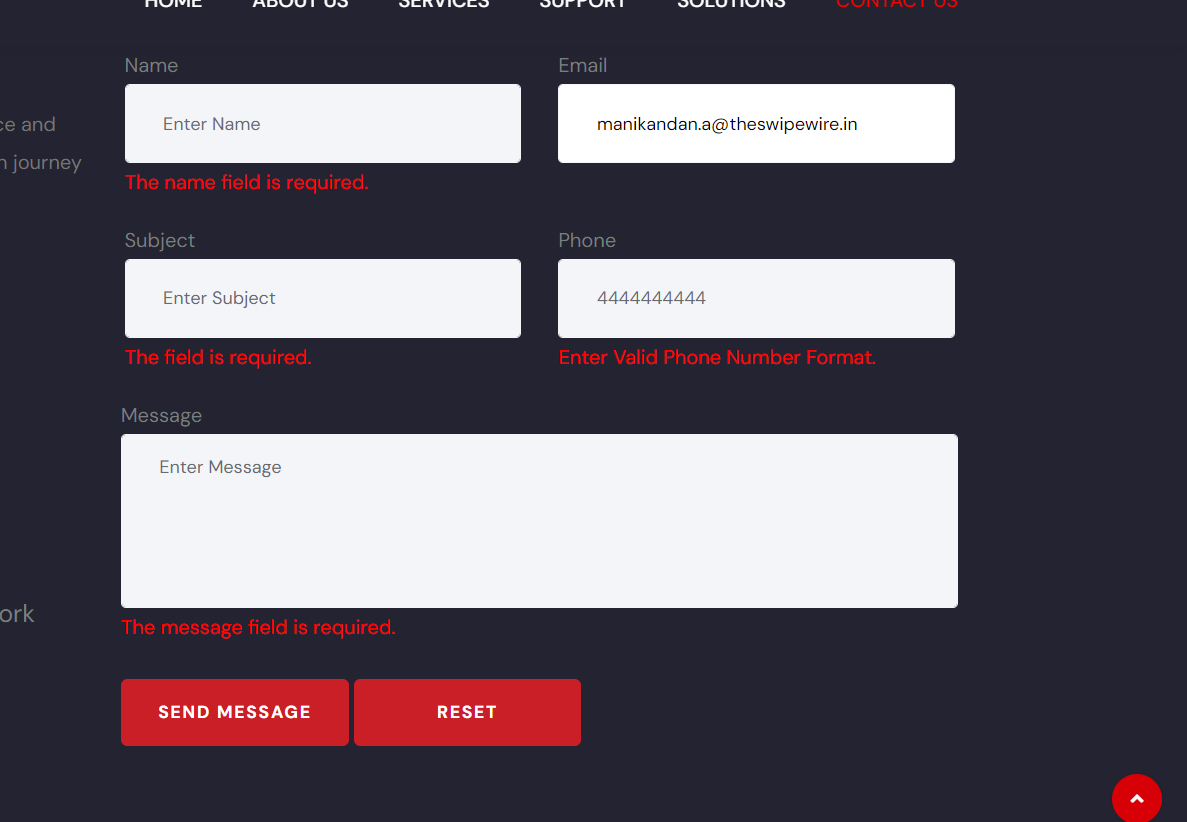 HOME ABOUT US SERVICES SUPPORT SOLUTIONS CONTACT US
Name Email
ce and
Enter Name manikandan.a@theswipewire.in
journey
The name field is required.
Subject Phone
Enter Subject 4444444444
The field is required. Enter Valid Phone Number Format.
Message
Enter Message
ork
The message field is required.
SEND MESSAGE RESET